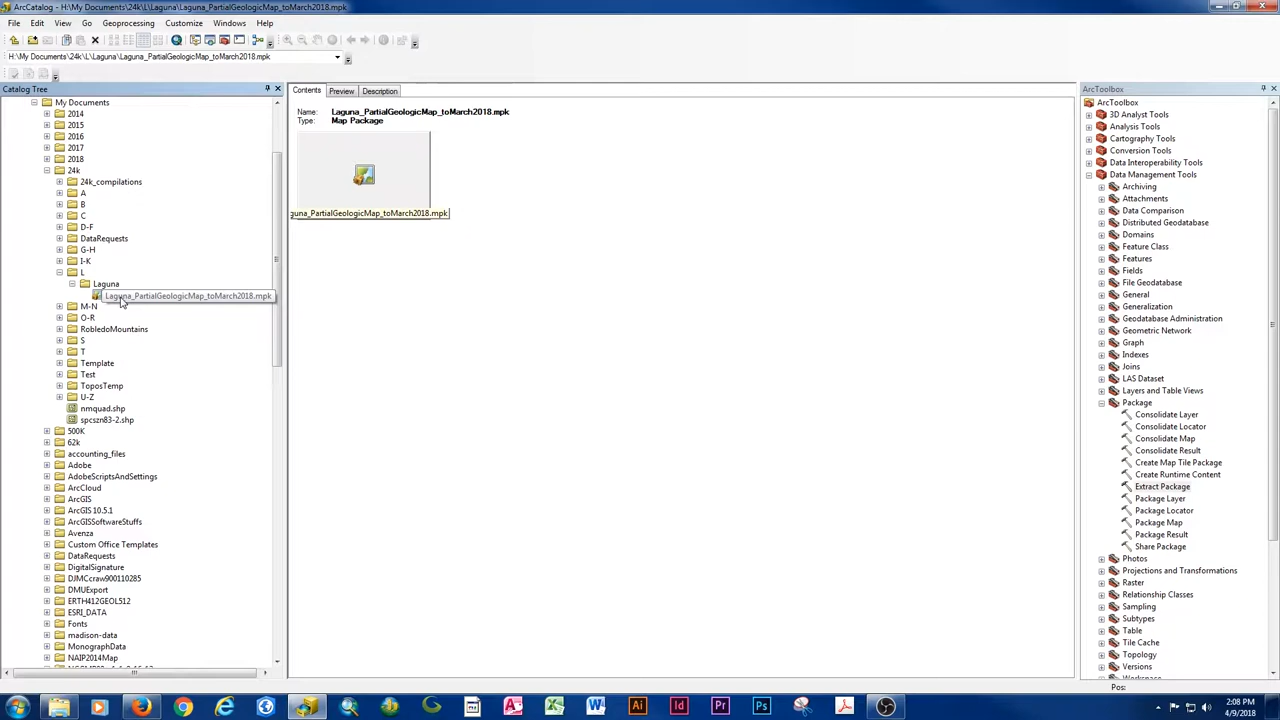 ArcCatalog - H:\My Documents\24k\L\Laguna\Laguna_PartialGeologicMap_toMarch2018.mpk
File Edit View Go Geoprocessing Customize Windows Help
H:\My Documents\24k\L\Laguna\Laguna_PartialGeologicMap_toMarch2018.mpk
Catalog Tree
My Documents
2014
2015
2016
2017
2018
24k
24k_compilations
A
B
C
D-F
DataRequests
G-H
I-K
L
Laguna
Laguna_PartialGeologicMap_toMarch2018.mpk
M-N
O-R
RobledoMountains
S
T
Template
Test
ToposTemp
U-Z
nmquad.shp
spcszn83-2.shp
500K
62k
accounting_files
Adobe
AdobeScriptsAndSettings
ArcCloud
ArcGIS
ArcGIS 10.5.1
ArcGISSoftwareStuffs
Avenza
Custom Office Templates
DataRequests
DigitalSignature
DJMCcraw900110285
DMUExport
ERTH412GEOL512
ESRI_DATA
Fonts
madison-data
MonographData
NAIP2014Map
Contents Preview Description
Name: Laguna_PartialGeologicMap_toMarch2018.mpk
Type: Map Package
guna_PartialGeologicMap_toMarch2018.mpk
ArcToolbox
ArcToolbox
3D Analyst Tools
Analysis Tools
Cartography Tools
Conversion Tools
Data Interoperability Tools
Data Management Tools
Archiving
Attachments
Data Comparison
Distributed Geodatabase
Domains
Feature Class
Features
Fields
File Geodatabase
General
Generalization
Geodatabase Administration
Geometric Network
Graph
Indexes
Joins
LAS Dataset
Layers and Table Views
Package
Consolidate Layer
Consolidate Locator
Consolidate Map
Consolidate Result
Create Map Tile Package
Create Runtime Content
Extract Package
Package Layer
Package Locator
Package Map
Package Result
Share Package
Photos
Projections and Transformations
Raster
Relationship Classes
Sampling
Subtypes
Table
Tile Cache
Topology
Versions
Pos:
Ai Id Pr Ps
2:08 PM
4/9/2018